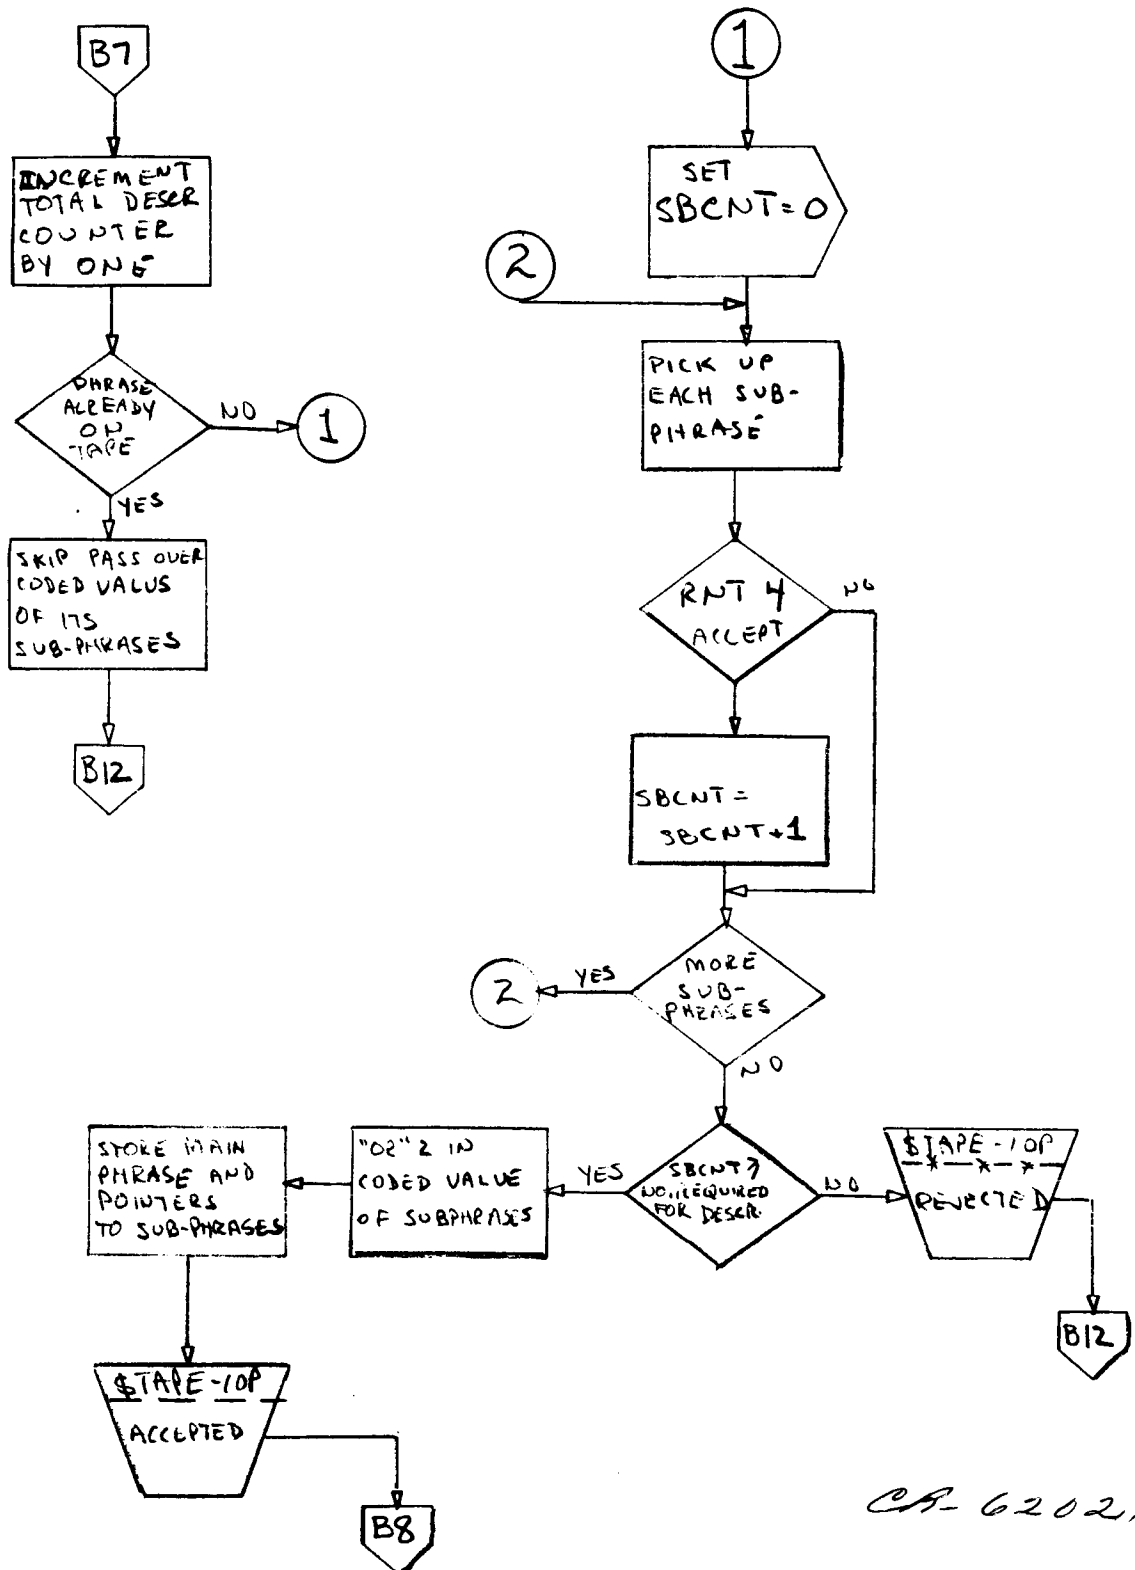 B7
INCREMENT
TOTAL DESCR
COUNTER
BY ONE
PHRASE
ALREADY
ON
TAPE
NO
1
YES
SKIP PASS OVER
CODED VALUS
OF ITS
SUB-PHRASES
B12
1
SET
SBCNT=0
2
PICK UP
EACH SUB-
PHRASE
RNT 4
ACCEPT
NO
SBCNT=
SBCNT+1
MORE
SUB-
PHRASES
YES
2
NO
SBCNT>
NO. REQUIRED
FOR DESCR.
YES
NO
"OR" 2 IN
CODED VALUE
OF SUBPHRASES
STORE MAIN
PHRASE AND
POINTERS
TO SUB-PHRASES
$TAPE-IOP
ACCEPTED
B8
$TAPE-IOP
REJECTED
B12
CR-6202